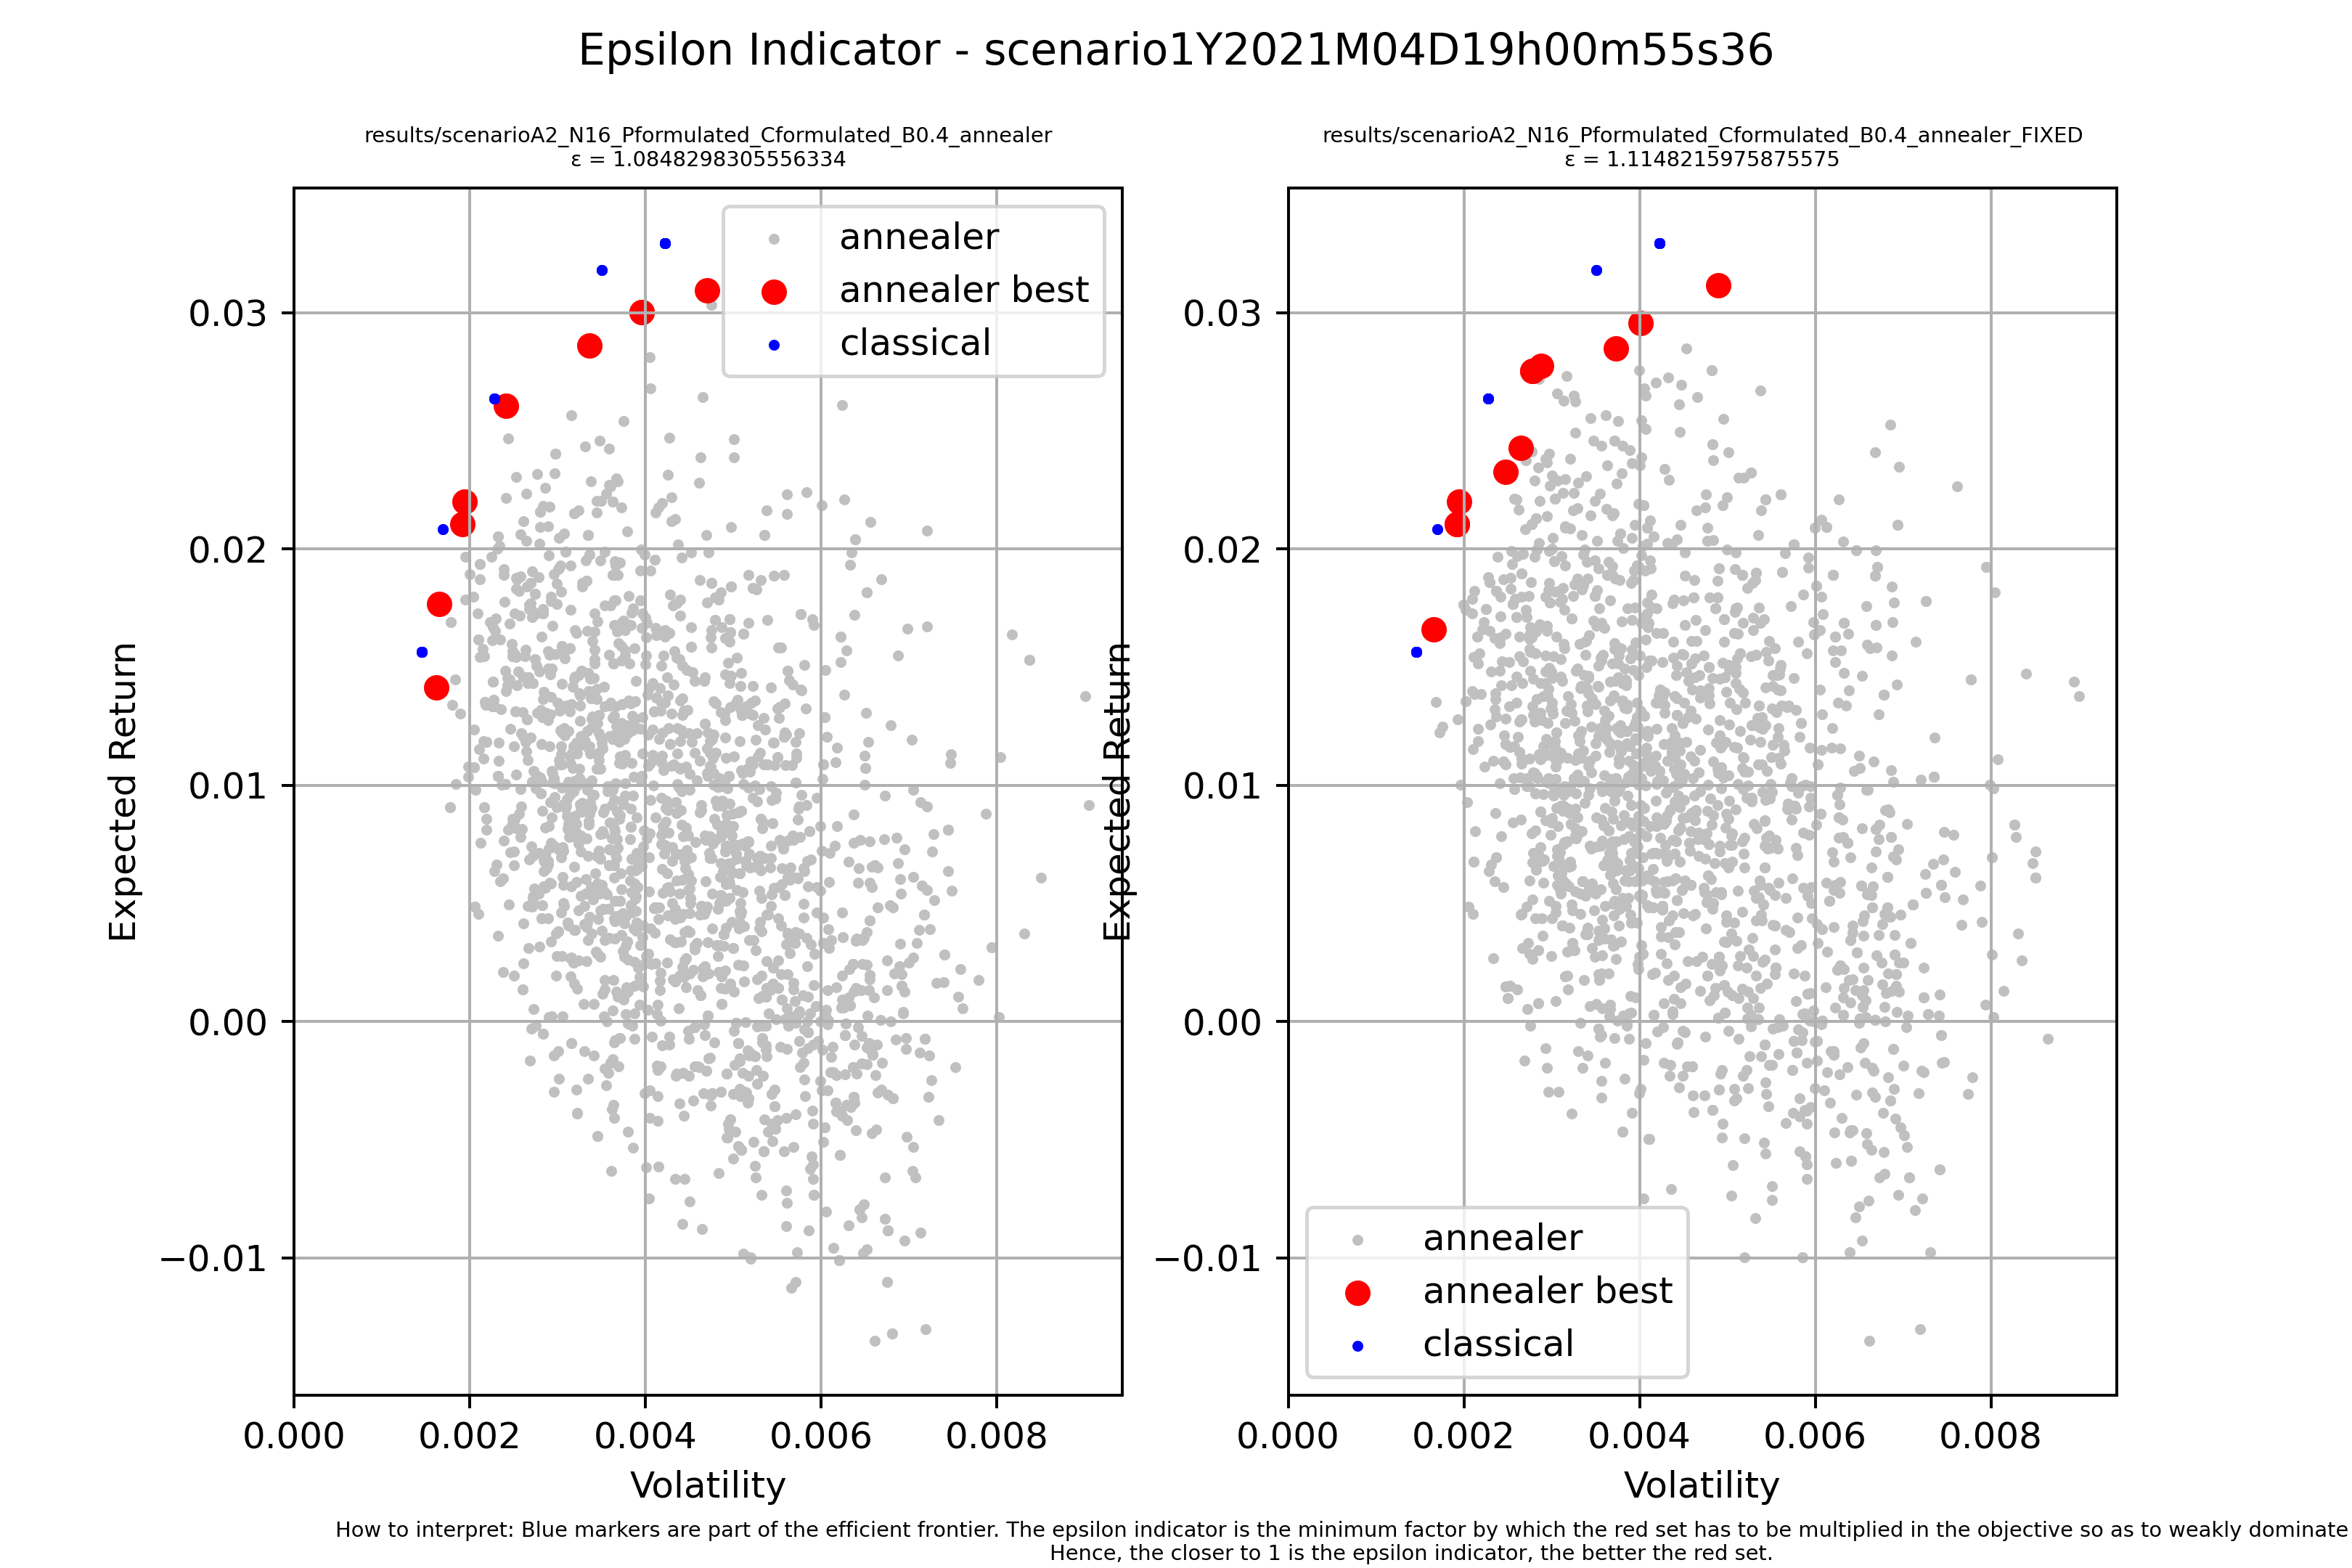 Epsilon Indicator - scenario1Y2021M04D19h00m55s36
results/scenarioA2_N16_Pformulated_Cformulated_B0.4_annealer
ε = 1.0848298305556334
annealer
annealer best
classical
0.03
0.02
0.01
0.00
−0.01
Expected Return
0.000 0.002 0.004 0.006 0.008
Volatility
results/scenarioA2_N16_Pformulated_Cformulated_B0.4_annealer_FIXED
ε = 1.1148215975875575
0.03
0.02
0.01
0.00
−0.01
Expected Return
annealer
annealer best
classical
0.000 0.002 0.004 0.006 0.008
Volatility
How to interpret: Blue markers are part of the efficient frontier. The epsilon indicator is the minimum factor by which the red set has to be multiplied in the objective so as to weakly dominate
Hence, the closer to 1 is the epsilon indicator, the better the red set.